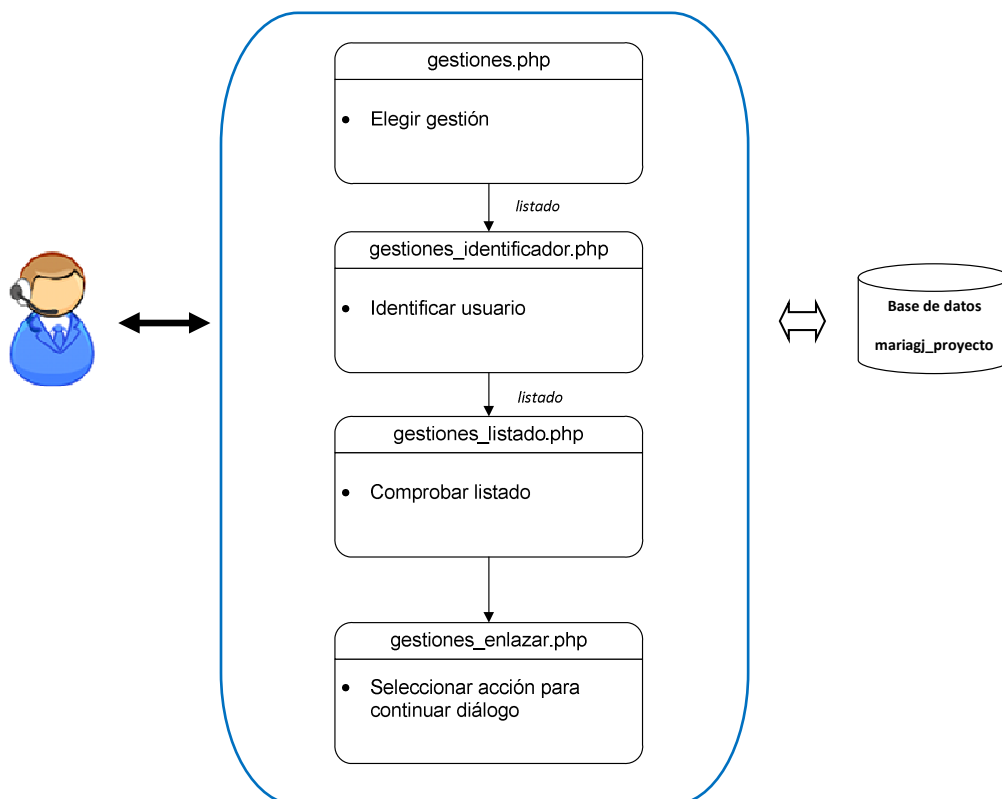 gestiones.php
• Elegir gestión
listado
gestiones_identificador.php
• Identificar usuario
listado
gestiones_listado.php
• Comprobar listado
gestiones_enlazar.php
• Seleccionar acción para
continuar diálogo
Base de datos
mariagj_proyecto